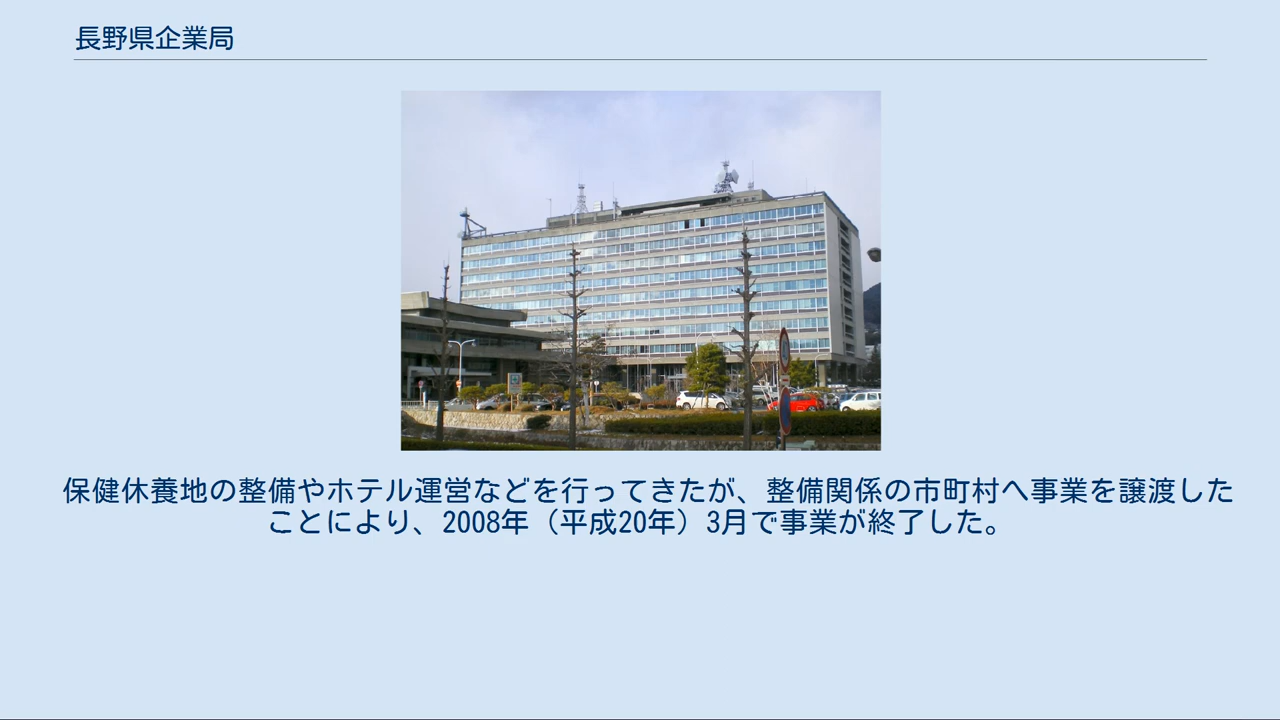 長野県企業局
保健休養地の整備やホテル運営などを行ってきたが、整備関係の市町村へ事業を譲渡した
ことにより、2008年（平成20年）3月で事業が終了した。